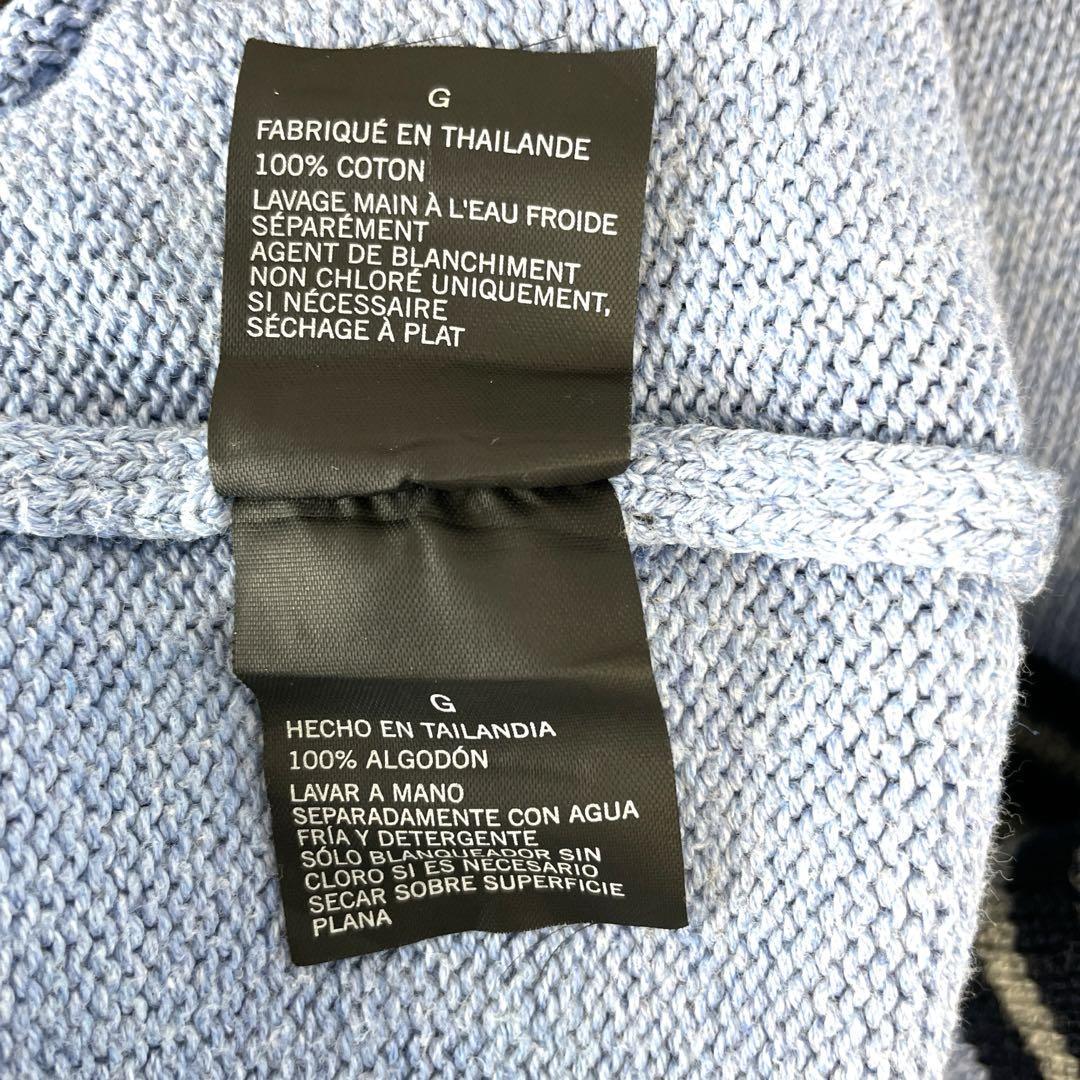 G
FABRIQUÉ EN THAILANDE
100% COTON
LAVAGE MAIN À L'EAU FROIDE
SÉPARÉMENT
AGENT DE BLANCHIMENT
NON CHLORÉ UNIQUEMENT,
SI NÉCESSAIRE
SÉCHAGE À PLAT
G
HECHO EN TAILANDIA
100% ALGODÓN
LAVAR A MANO
SEPARADAMENTE CON AGUA
FRÍA Y DETERGENTE
SÓLO BLANQUEADOR SIN
CLORO SI ES NECESARIO
SECAR SOBRE SUPERFICIE
PLANA